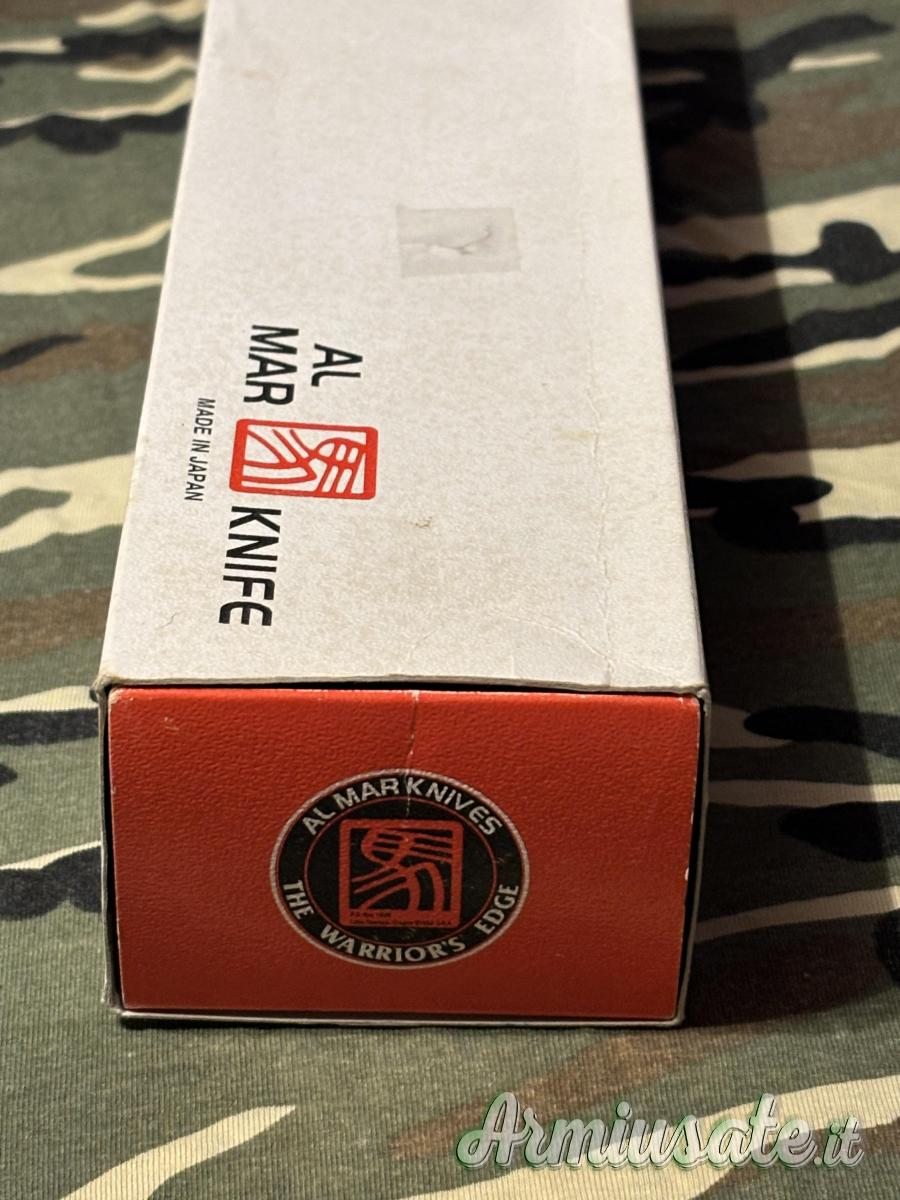 AL
MAR KNIFE
MADE IN JAPAN
AL MAR KNIVES
THE WARRIOR'S EDGE
Armiusate.it